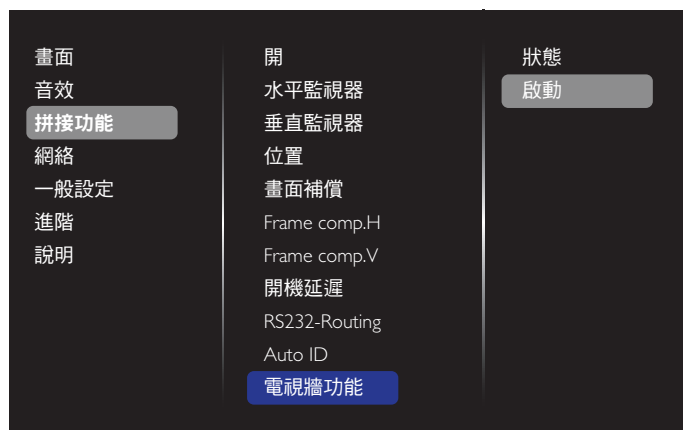 畫面
音效
拼接功能
網絡
一般設定
進階
說明
開
水平監視器
垂直監視器
位置
畫面補償
Frame comp.H
Frame comp.V
開機延遲
RS232-Routing
Auto ID
電視牆功能
狀態
啟動